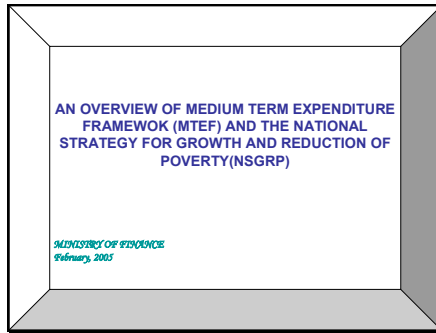 AN OVERVIEW OF MEDIUM TERM EXPENDITURE
FRAMEWOK (MTEF) AND THE NATIONAL
STRATEGY FOR GROWTH AND REDUCTION OF
POVERTY(NSGRP)
MINISTRY OF FINANCE
February, 2005